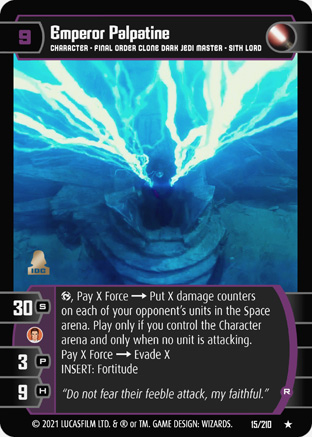 9 Emperor Palpatine
CHARACTER - FINAL ORDER CLONE DARK JEDI MASTER - SITH LORD
IDC
30 S
3 P
9 H
, Pay X Force → Put X damage counters
on each of your opponent's units in the Space
arena. Play only if you control the Character
arena and only when no unit is attacking.
Pay X Force → Evade X
INSERT: Fortitude
"Do not fear their feeble attack, my faithful."
R
© 2021 LUCASFILM LTD. & ® or TM. GAME DESIGN: WIZARDS. 15/210 ★